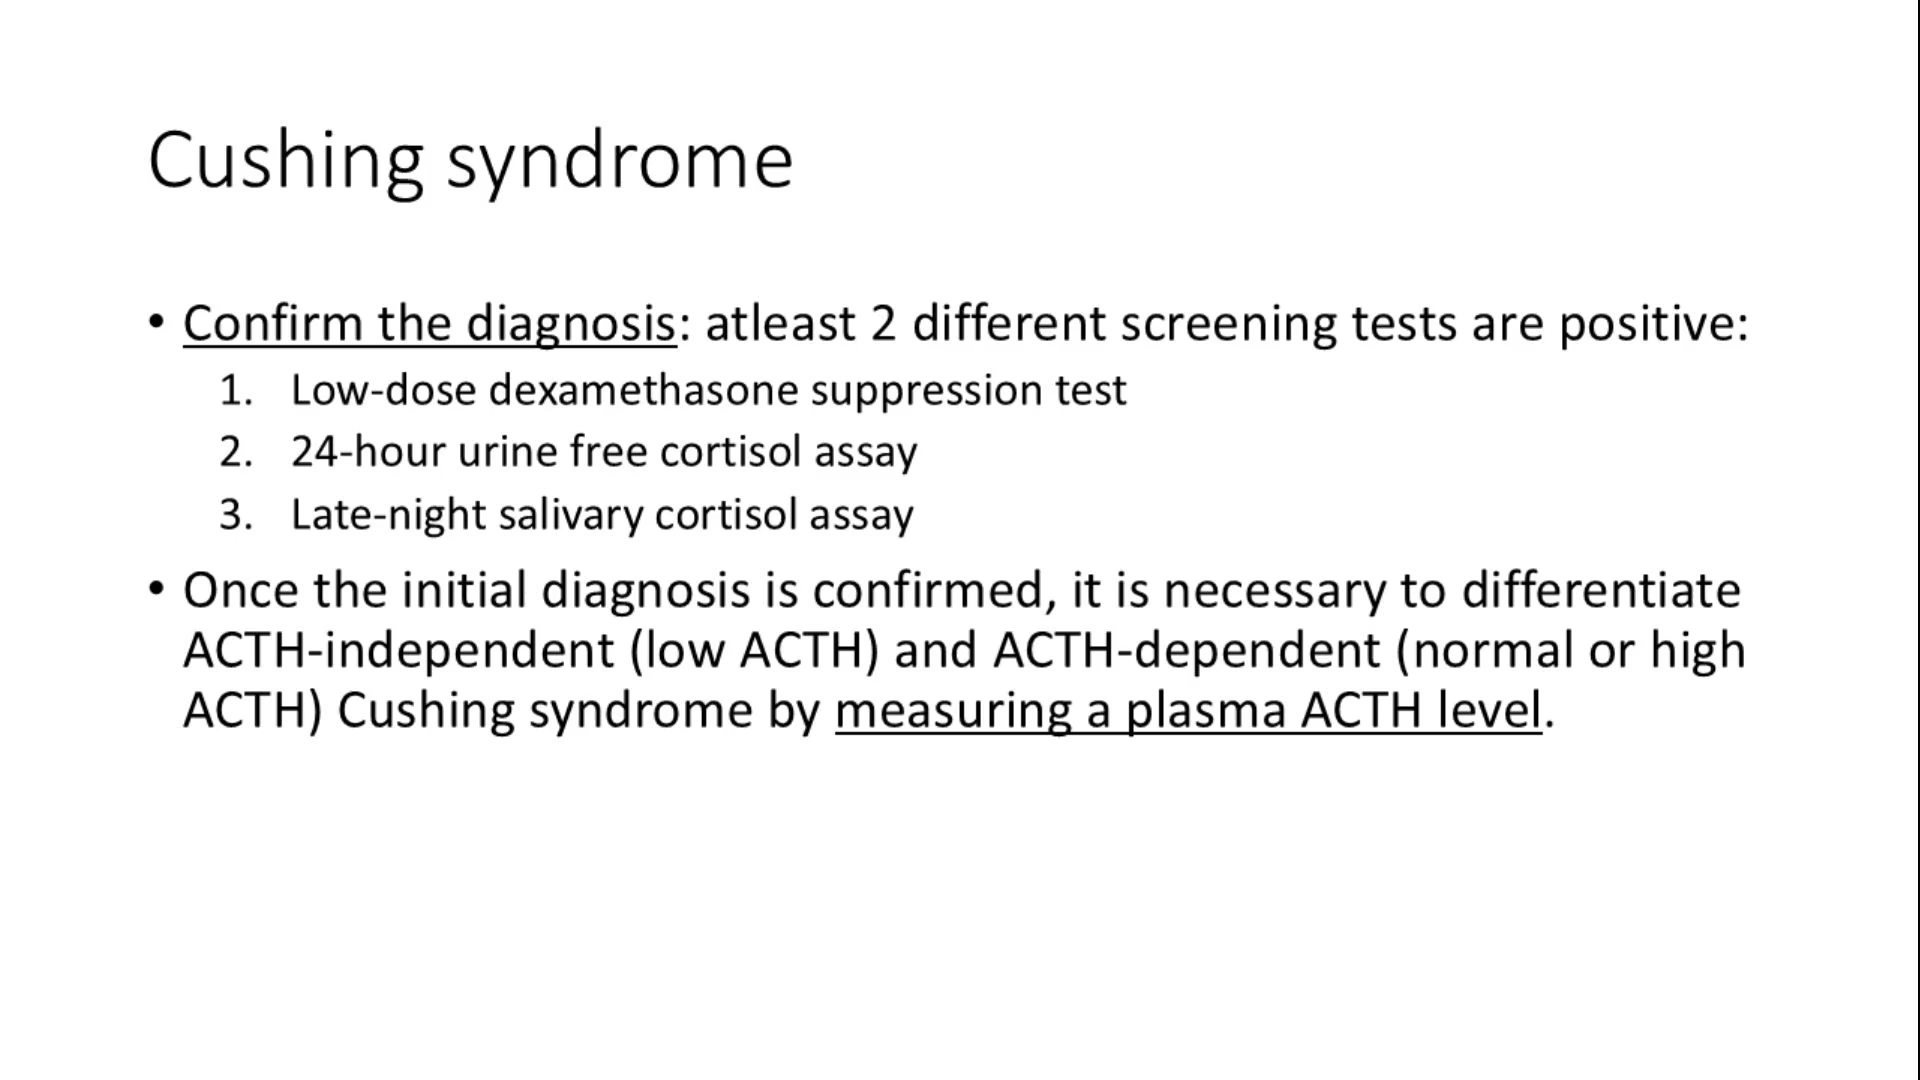 Cushing syndrome
• Confirm the diagnosis: atleast 2 different screening tests are positive:
1. Low-dose dexamethasone suppression test
2. 24-hour urine free cortisol assay
3. Late-night salivary cortisol assay
• Once the initial diagnosis is confirmed, it is necessary to differentiate
ACTH-independent (low ACTH) and ACTH-dependent (normal or high
ACTH) Cushing syndrome by measuring a plasma ACTH level.